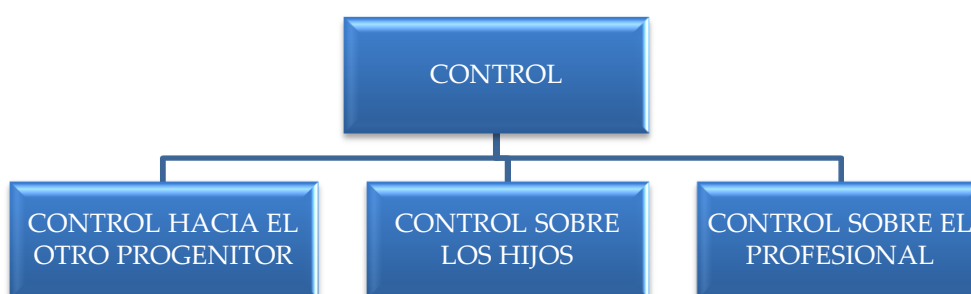 CONTROL
CONTROL HACIA EL
OTRO PROGENITOR
CONTROL SOBRE
LOS HIJOS
CONTROL SOBRE EL
PROFESIONAL